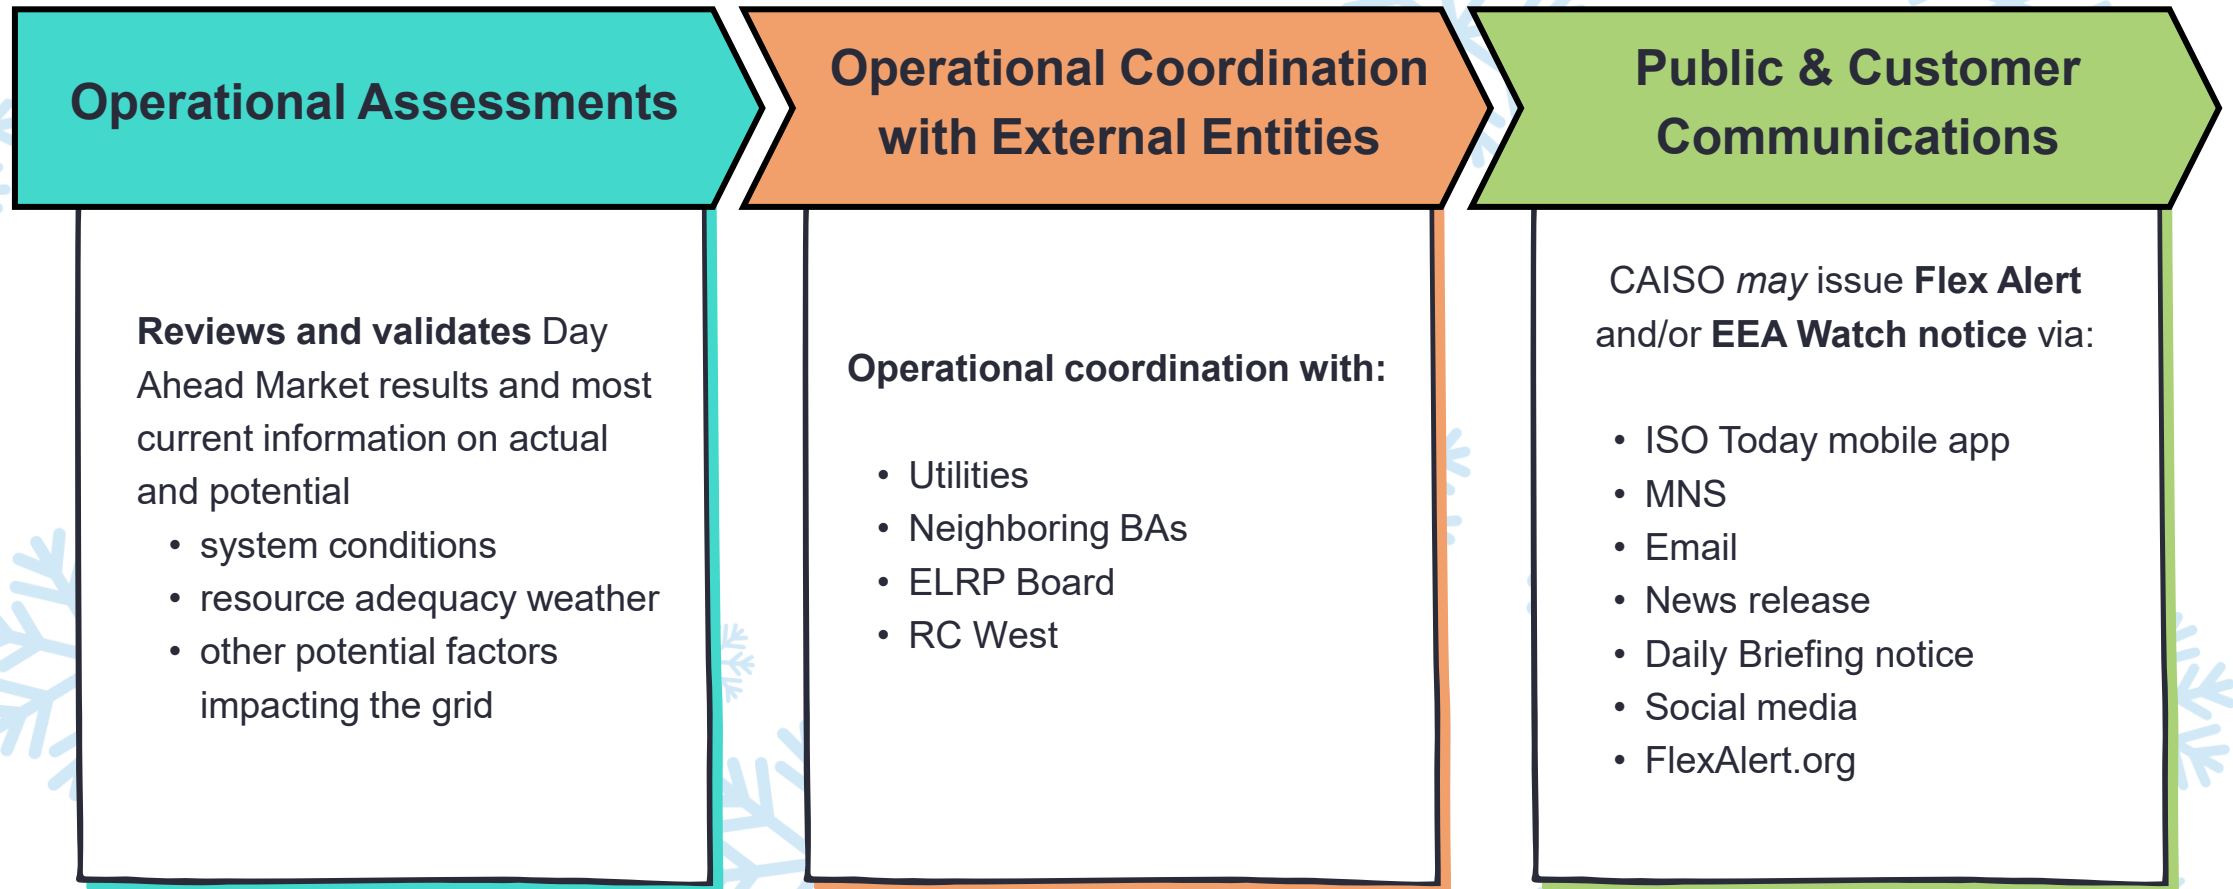 Operational Assessments
Reviews and validates Day
Ahead Market results and most
current information on actual
and potential
• system conditions
• resource adequacy weather
• other potential factors
impacting the grid
Operational Coordination
with External Entities
Operational coordination with:
• Utilities
• Neighboring BAs
• ELRP Board
• RC West
Public & Customer
Communications
CAISO may issue Flex Alert
and/or EEA Watch notice via:
• ISO Today mobile app
• MNS
• Email
• News release
• Daily Briefing notice
• Social media
• FlexAlert.org